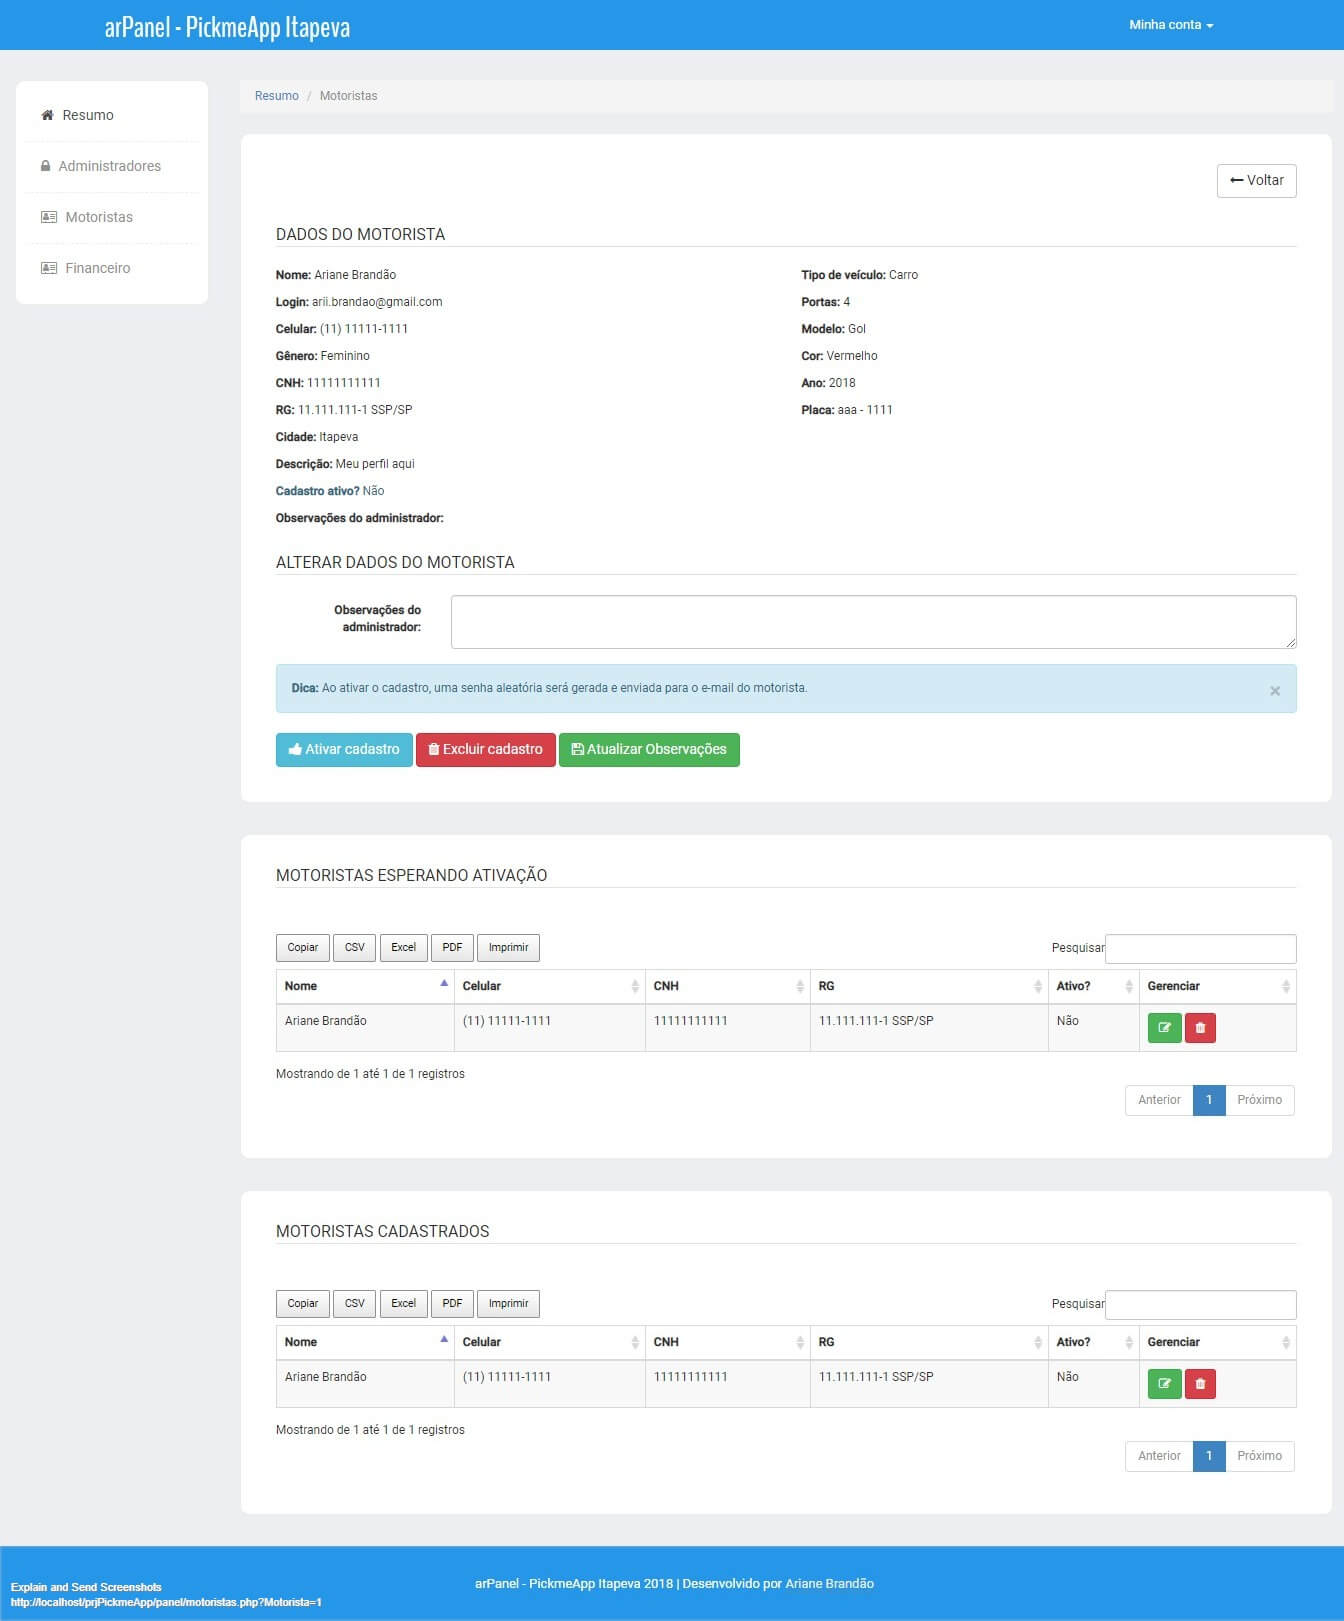 arPanel - PickmeApp Itapeva
Minha conta
Resumo
Administradores
Motoristas
Financeiro
Resumo / Motoristas
Voltar
DADOS DO MOTORISTA
Nome: Ariane Brandão
Login: arii.brandao@gmail.com
Celular: (11) 11111-1111
Gênero: Feminino
CNH: 11111111111
RG: 11.111.111-1 SSP/SP
Cidade: Itapeva
Descrição: Meu perfil aqui
Cadastro ativo? Não
Observações do administrador:
Tipo de veículo: Carro
Portas: 4
Modelo: Gol
Cor: Vermelho
Ano: 2018
Placa: aaa - 1111
ALTERAR DADOS DO MOTORISTA
Observações do
administrador:
Dica: Ao ativar o cadastro, uma senha aleatória será gerada e enviada para o e-mail do motorista. ×
Ativar cadastro Excluir cadastro Atualizar Observações
MOTORISTAS ESPERANDO ATIVAÇÃO
Copiar CSV Excel PDF Imprimir Pesquisar
Nome Celular CNH RG Ativo? Gerenciar
Ariane Brandão (11) 11111-1111 11111111111 11.111.111-1 SSP/SP Não
Mostrando de 1 até 1 de 1 registros
Anterior 1 Próximo
MOTORISTAS CADASTRADOS
Copiar CSV Excel PDF Imprimir Pesquisar
Nome Celular CNH RG Ativo? Gerenciar
Ariane Brandão (11) 11111-1111 11111111111 11.111.111-1 SSP/SP Não
Mostrando de 1 até 1 de 1 registros
Anterior 1 Próximo
arPanel - PickmeApp Itapeva 2018 | Desenvolvido por Ariane Brandão
Explain and Send Screenshots
http://localhost/prjPickmeApp/panel/motoristas.php?Motorista=1